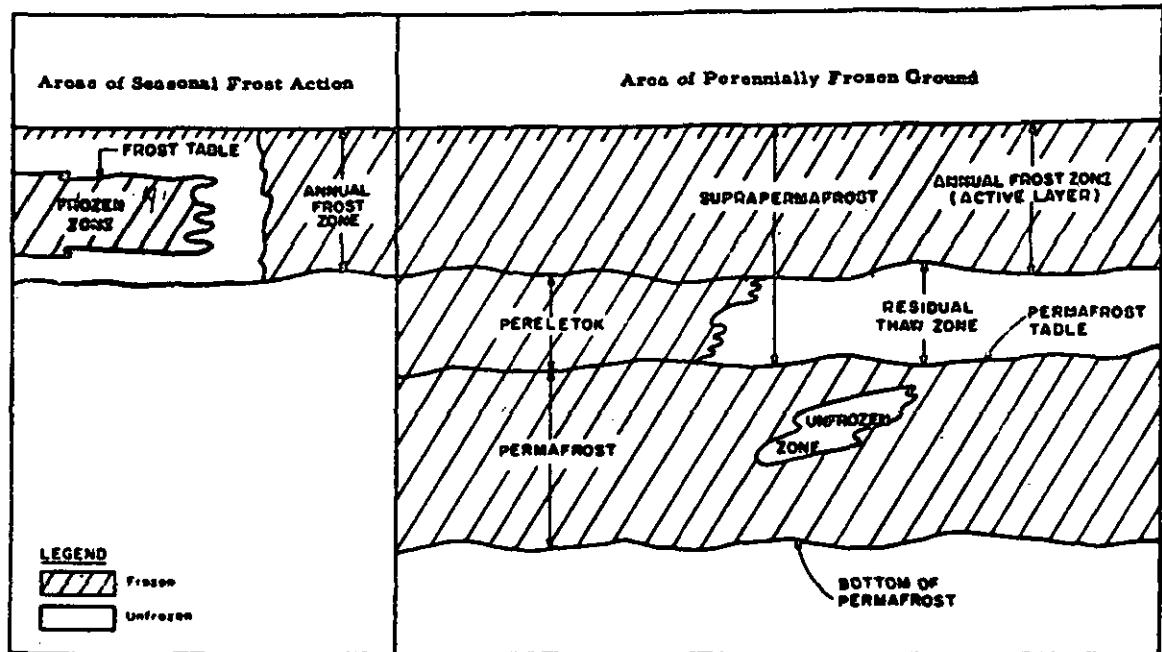 Areas of Seasonal Frost Action
Area of Perennially Frozen Ground
FROST TABLE
FROZEN
ZONE
ANNUAL
FROST
ZONE
SUPRAPERMAFROST
ANNUAL FROST ZONE
(ACTIVE LAYER)
PERELETOK
RESIDUAL
THAW ZONE
PERMAFROST
TABLE
PERMAFROST
UNFROZEN
ZONE
LEGEND
Frozen
Unfrozen
BOTTOM OF
PERMAFROST